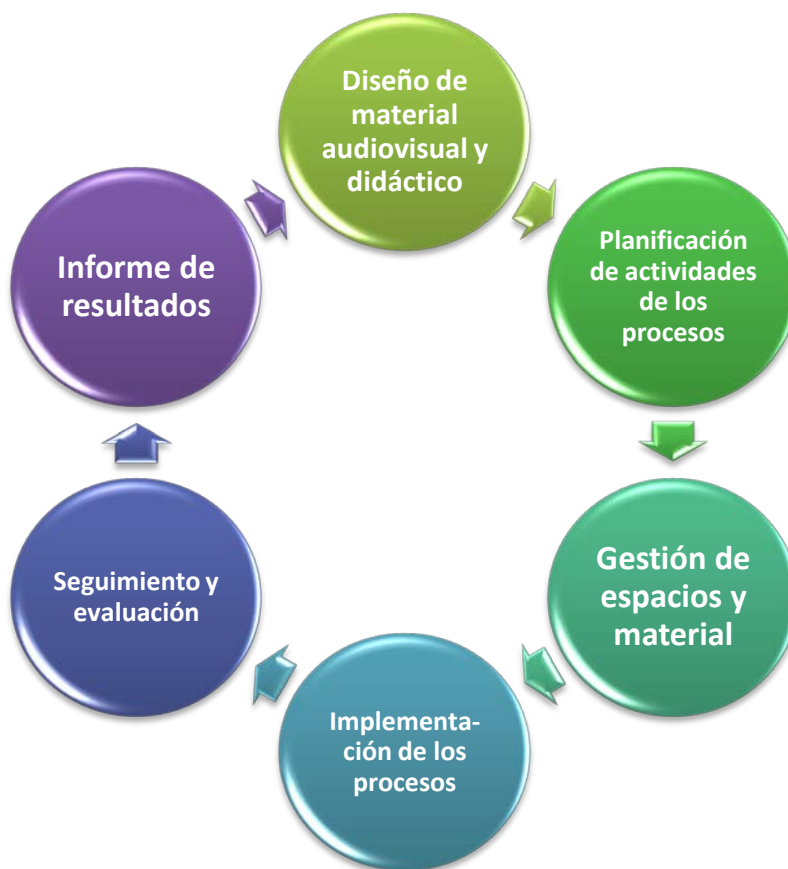 Diseño de
material
audiovisual y
didáctico
Planificación
de actividades
de los
procesos
Gestión de
espacios y
material
Implementa-
ción de los
procesos
Seguimiento y
evaluación
Informe de
resultados